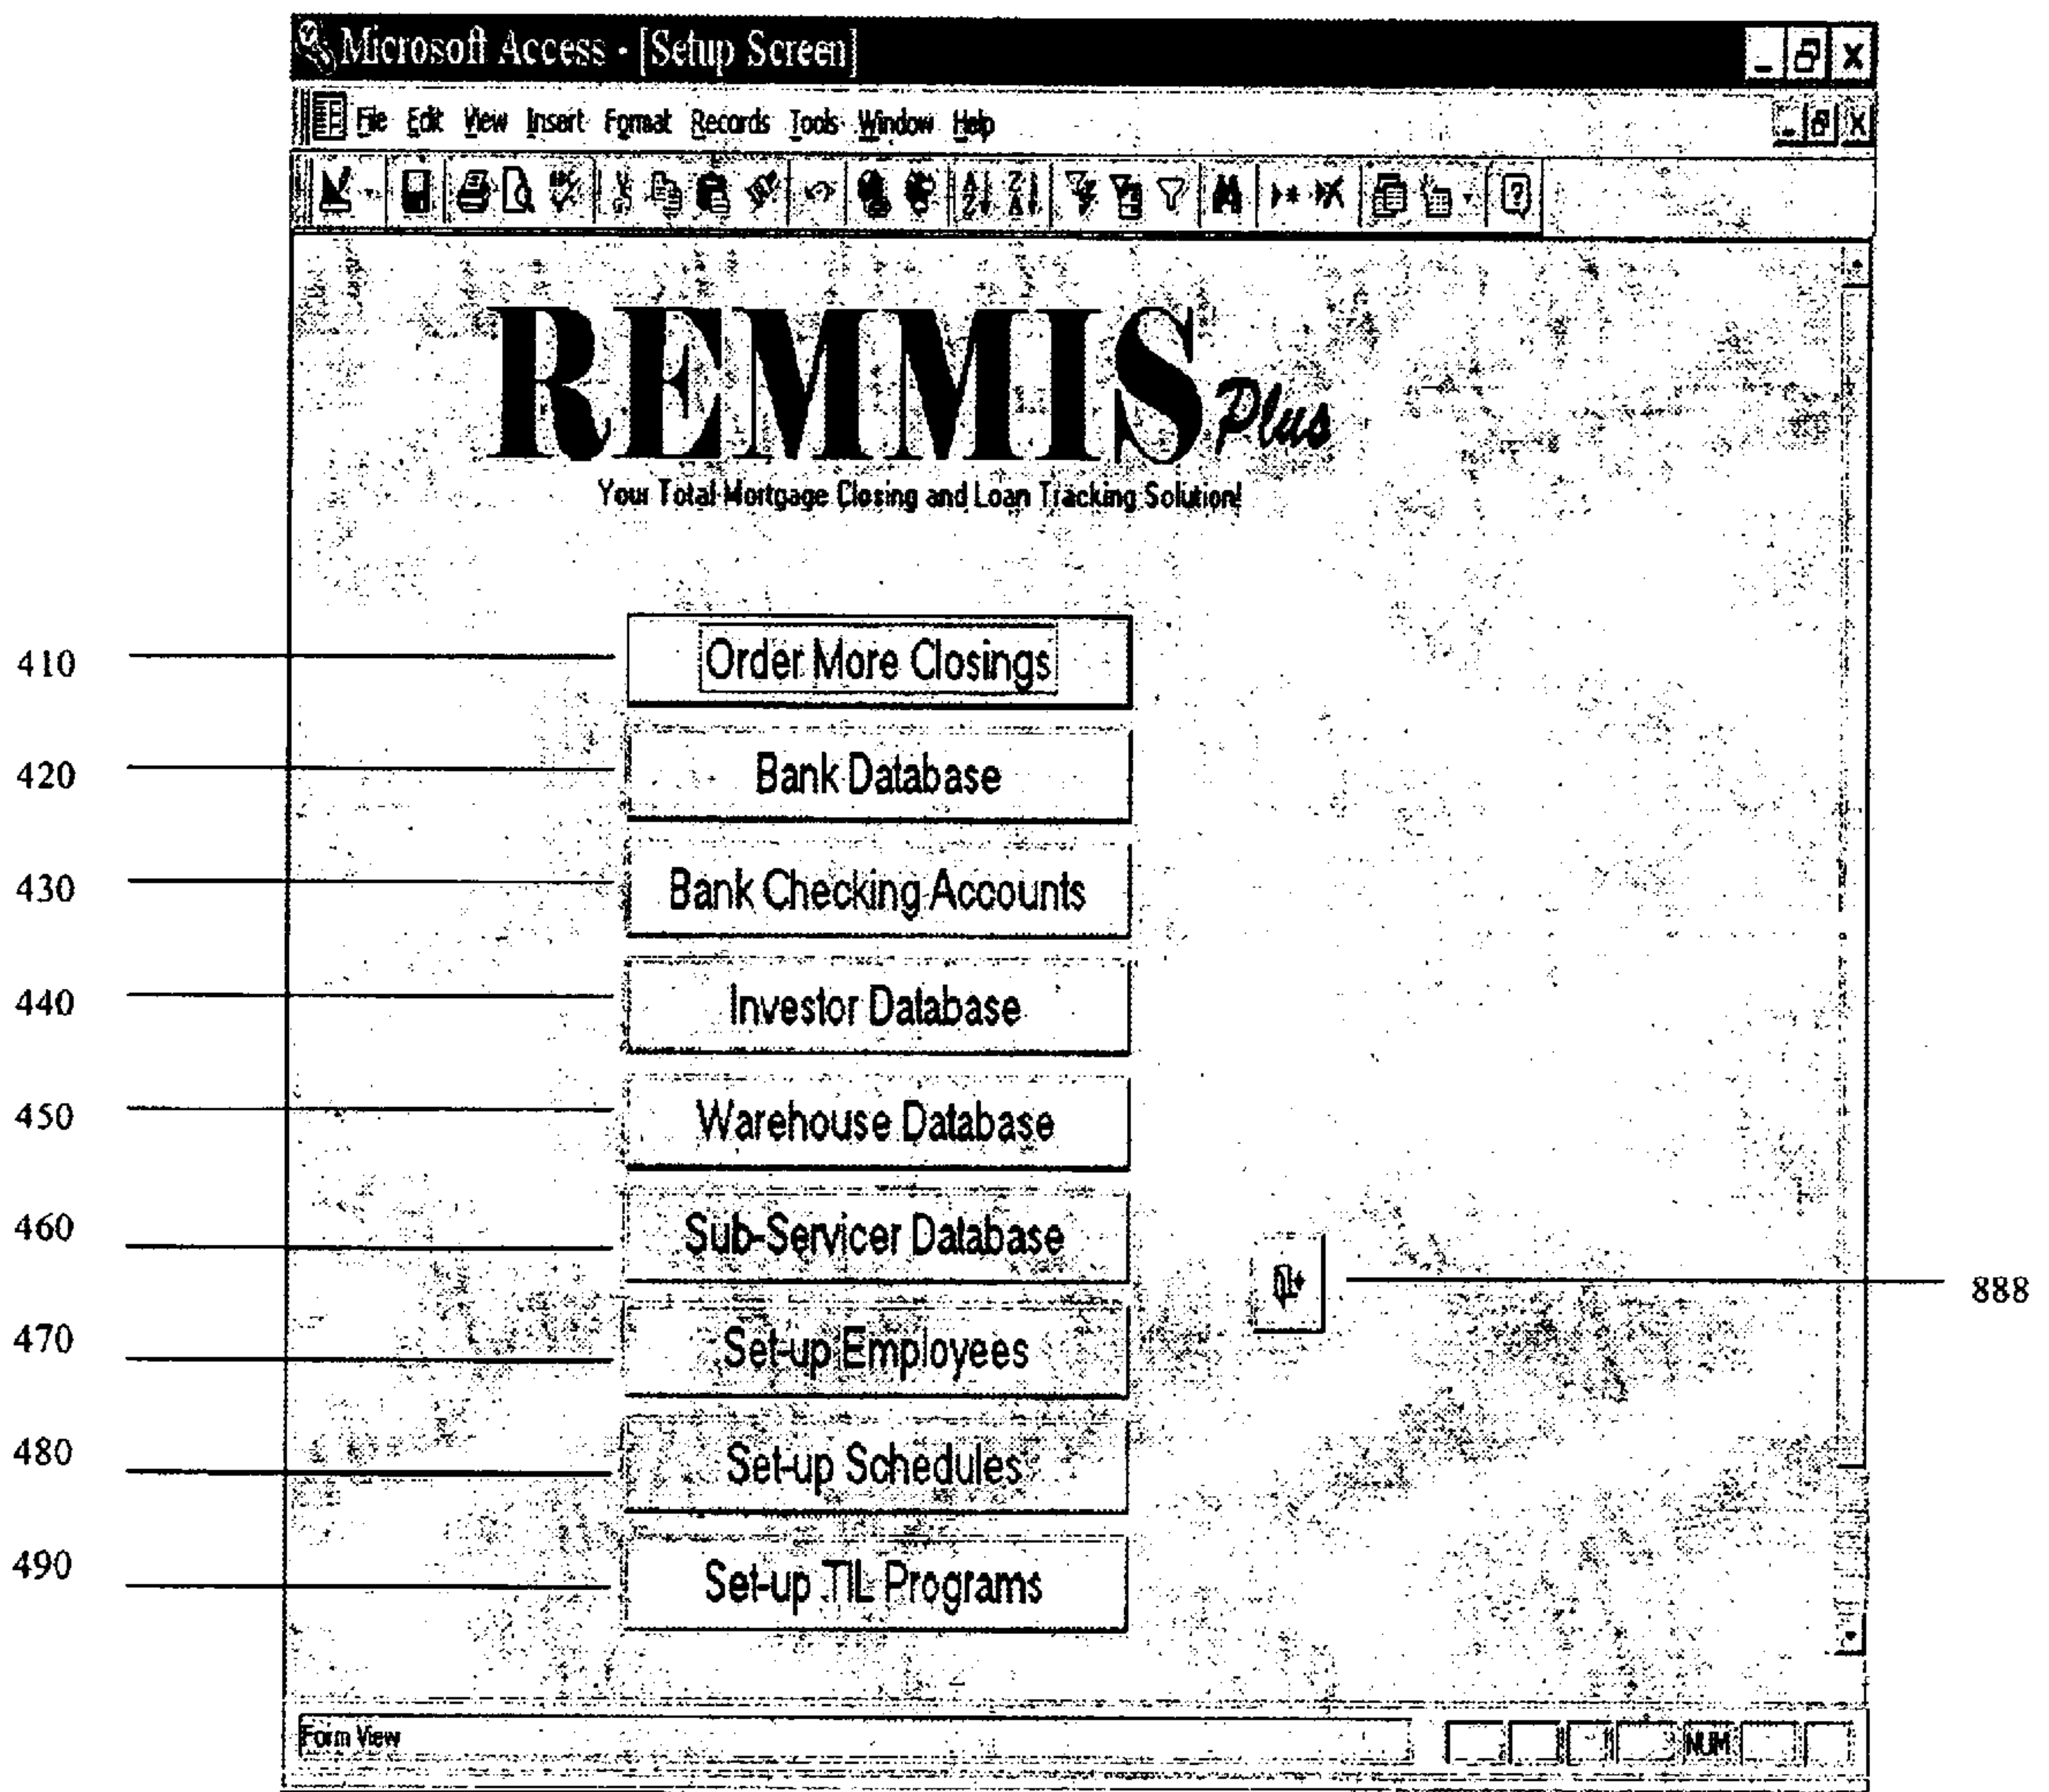 Microsoft Access - [Setup Screen]
File Edit View Insert Format Records Tools Window Help
REMMIS Plus
Your Total Mortgage Closing and Loan Tracking Solution!
410 Order More Closings
420 Bank Database
430 Bank Checking Accounts
440 Investor Database
450 Warehouse Database
460 Sub-Servicer Database
888
470 Set-up Employees
480 Set-up Schedules
490 Set-up TIL Programs
Form View NUM